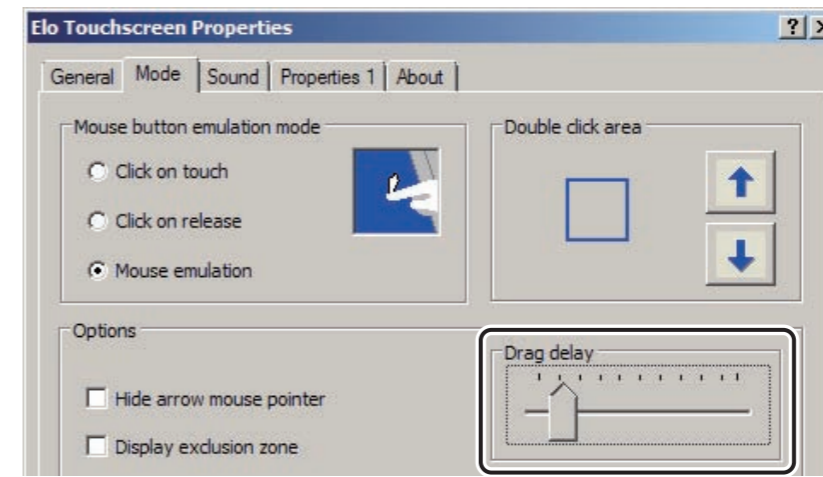 Elo Touchscreen Properties
General Mode Sound Properties 1 About
Mouse button emulation mode
Click on touch
Click on release
Mouse emulation
Double click area
Options
Hide arrow mouse pointer
Display exclusion zone
Drag delay